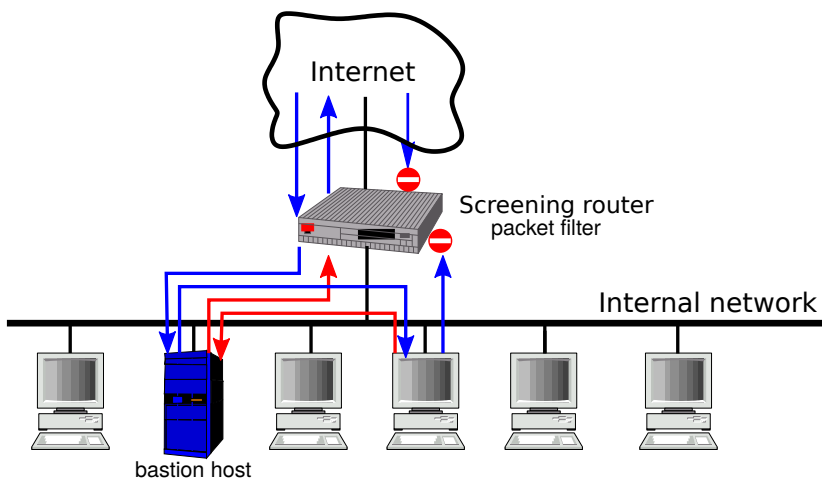 Internet
Screening router
packet filter
Internal network
bastion host